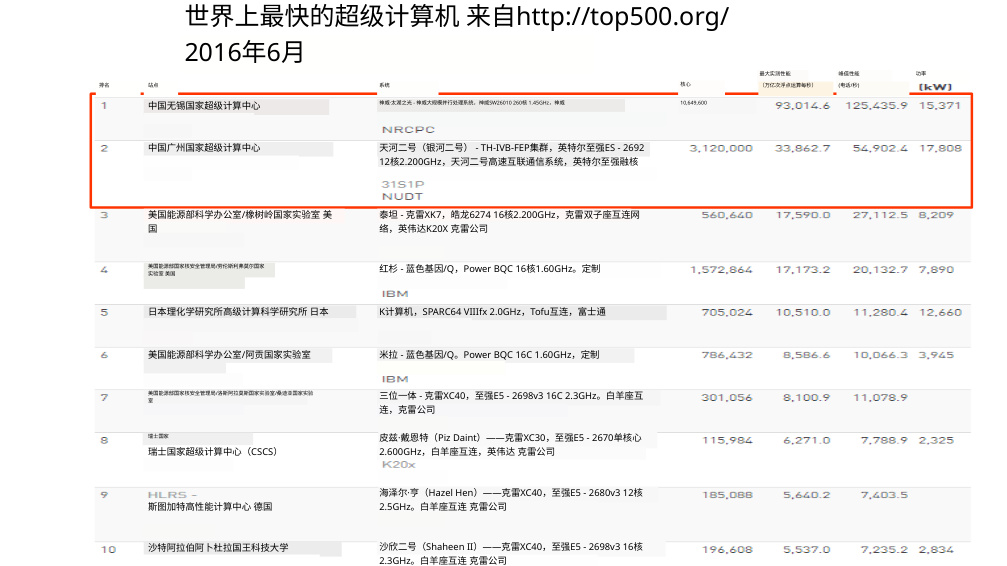 世界上最快的超级计算机 来自http://top500.org/
2016年6月
排名 站点 系统 核心 最大实测性能 峰值性能 功率
(万亿次浮点运算每秒) (电话/秒) (kW)
1 中国无锡国家超级计算中心 神威·太湖之光 - 神威大规模并行处理系统，神威SW26010 260核 1.45GHz，神威 10,649,600 93,014.6 125,435.9 15,371
NRCPC
2 中国广州国家超级计算中心 天河二号（银河二号） - TH-IVB-FEP集群，英特尔至强ES - 2692 3,120,000 33,862.7 54,902.4 17,808
12核2.200GHz，天河二号高速互联通信系统，英特尔至强融核
31S1P
NUDT
3 美国能源部科学办公室/橡树岭国家实验室 美 泰坦 - 克雷XK7，皓龙6274 16核2.200GHz，克雷双子座互连网 560,640 17,590.0 27,112.5 8,209
国 络，英伟达K20X 克雷公司
4 美国能源部国家核安全管理局/劳伦斯利弗莫尔国家 红杉 - 蓝色基因/Q，Power BQC 16核1.60GHz。定制 1,572,864 17,173.2 20,132.7 7,890
实验室 美国
IBM
5 日本理化学研究所高级计算科学研究所 日本 K计算机，SPARC64 VIIIfx 2.0GHz，Tofu互连，富士通 705,024 10,510.0 11,280.4 12,660
6 美国能源部科学办公室/阿贡国家实验室 米拉 - 蓝色基因/Q。Power BQC 16C 1.60GHz，定制 786,432 8,586.6 10,066.3 3,945
IBM
7 美国能源部国家核安全管理局/洛斯阿拉莫斯国家实验室/桑迪亚国家实验 三位一体 - 克雷XC40，至强E5 - 2698v3 16C 2.3GHz。白羊座互 301,056 8,100.9 11,078.9
室 连，克雷公司
8 瑞士国家 皮兹·戴恩特（Piz Daint）——克雷XC30，至强E5 - 2670单核心 115,984 6,271.0 7,788.9 2,325
瑞士国家超级计算中心（CSCS） 2.600GHz，白羊座互连，英伟达 克雷公司
K20x
9 HLRS – 海泽尔·亨（Hazel Hen）——克雷XC40，至强E5 - 2680v3 12核 185,088 5,640.2 7,403.5
斯图加特高性能计算中心 德国 2.5GHz。白羊座互连 克雷公司
10 沙特阿拉伯阿卜杜拉国王科技大学 沙欣二号（Shaheen II）——克雷XC40，至强E5 - 2698v3 16核 196,608 5,537.0 7,235.2 2,834
2.3GHz。白羊座互连 克雷公司